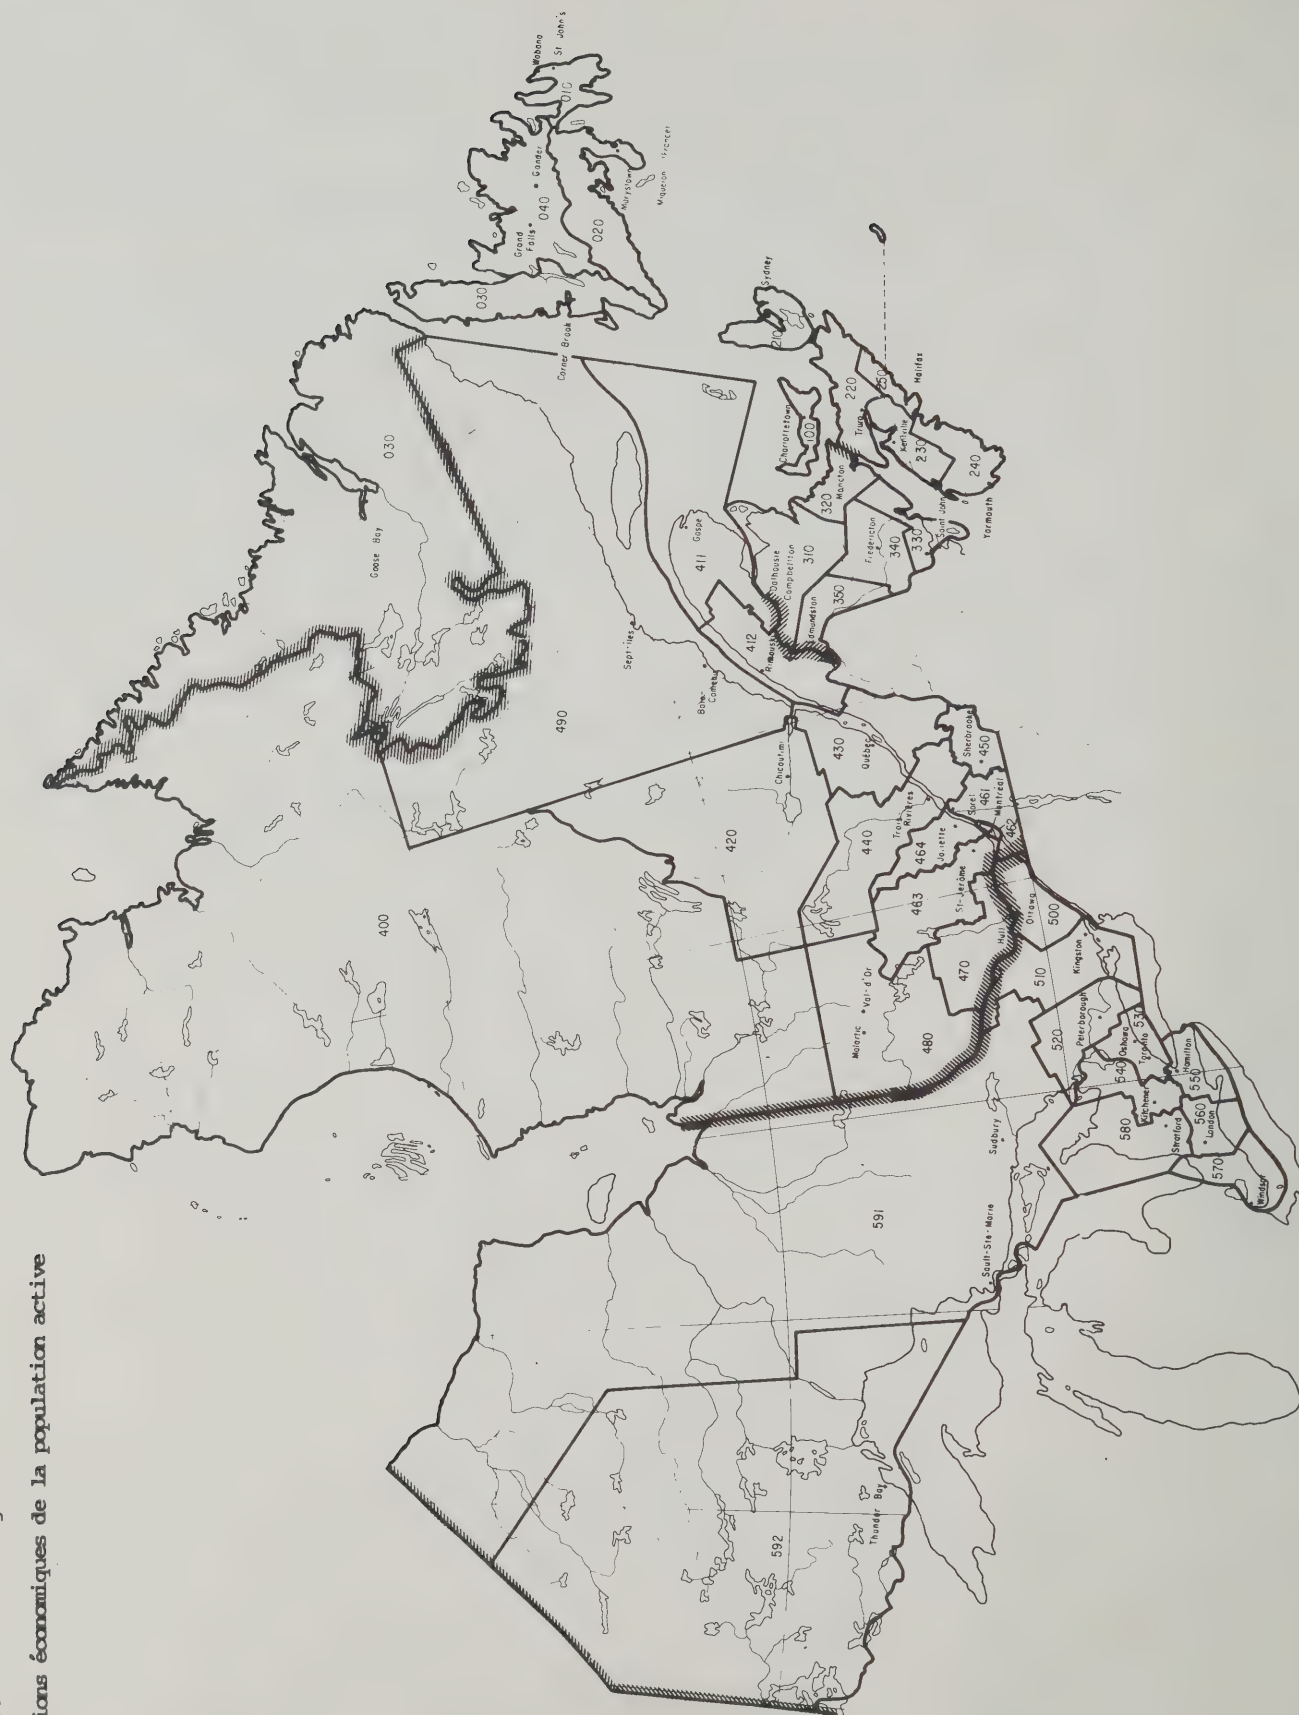 ions économiques de la population active
Wabana
St John's
010
Gander
040
Grand
Falls
020
Marystown
030
Corner Brook
030
Goose Bay
Sydney
210
220
250
Halifax
Truro
Kentville
230
240
Yarmouth
Charlottetown
100
Moncton
320
Saint John
330
Fredericton
340
350
310
Dalhousie
Campbellton
Edmundston
Gaspe
411
412
Rimouski
Sept-Iles
Baie-
Comeau
490
400
420
Chicoutimi
430
Québec
440
Trois
Rivières
Sherbrooke
450
Sorel
461
Montréal
462
464
Joliette
463
St-Jérôme
Hull
Ottawa
500
470
Val-d'Or
Malartic
480
510
Kingston
520
Peterborough
530
Oshawa
Toronto
540
Hamilton
550
Kitchener
560
London
Stratford
580
570
Windsor
Sudbury
591
Sault-Ste-Marie
592
Thunder Bay